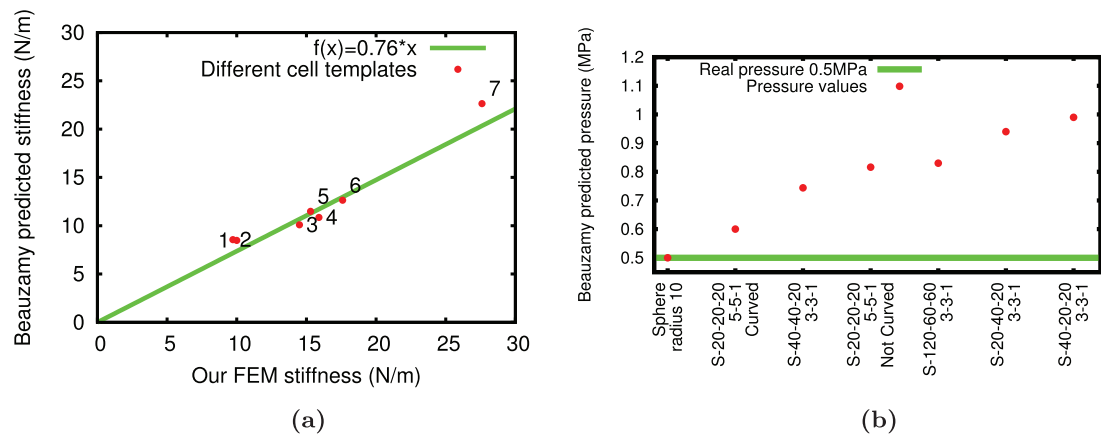 Beauzamy predicted stiffness (N/m)
30
25
20
15
10
5
0
f(x)=0.76*x
Different cell templates
1
2
3
4
5
6
7
0
5
10
15
20
25
30
Our FEM stiffness (N/m)
(a)
Beauzamy predicted pressure (MPa)
1.2
1.1
1
0.9
0.8
0.7
0.6
0.5
Real pressure 0.5MPa
Pressure values
Sphere
radius 10
S-20-20-20
5-5-1
Curved
S-40-40-20
3-3-1
S-20-20-20
5-5-1
Not Curved
S-120-60-60
3-3-1
S-20-40-20
3-3-1
S-40-20-20
3-3-1
(b)